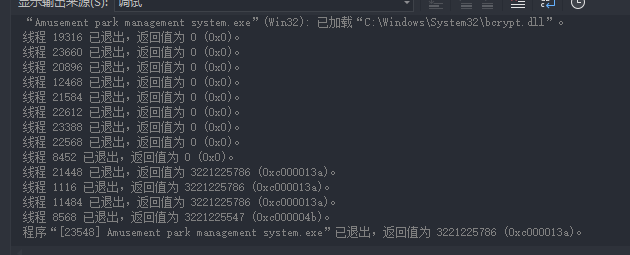 显示输出来源(S): 调试
“Amusement park management system.exe”(Win32): 已加载“C:\Windows\System32\bcrypt.dll”。
线程 19316 已退出，返回值为 0 (0x0)。
线程 23660 已退出，返回值为 0 (0x0)。
线程 20896 已退出，返回值为 0 (0x0)。
线程 12468 已退出，返回值为 0 (0x0)。
线程 21584 已退出，返回值为 0 (0x0)。
线程 22612 已退出，返回值为 0 (0x0)。
线程 23388 已退出，返回值为 0 (0x0)。
线程 22568 已退出，返回值为 0 (0x0)。
线程 8452 已退出，返回值为 0 (0x0)。
线程 21448 已退出，返回值为 3221225786 (0xc000013a)。
线程 1116 已退出，返回值为 3221225786 (0xc000013a)。
线程 11484 已退出，返回值为 3221225786 (0xc000013a)。
线程 8568 已退出，返回值为 3221225547 (0xc000004b)。
程序“[23548] Amusement park management system.exe”已退出，返回值为 3221225786 (0xc000013a)。